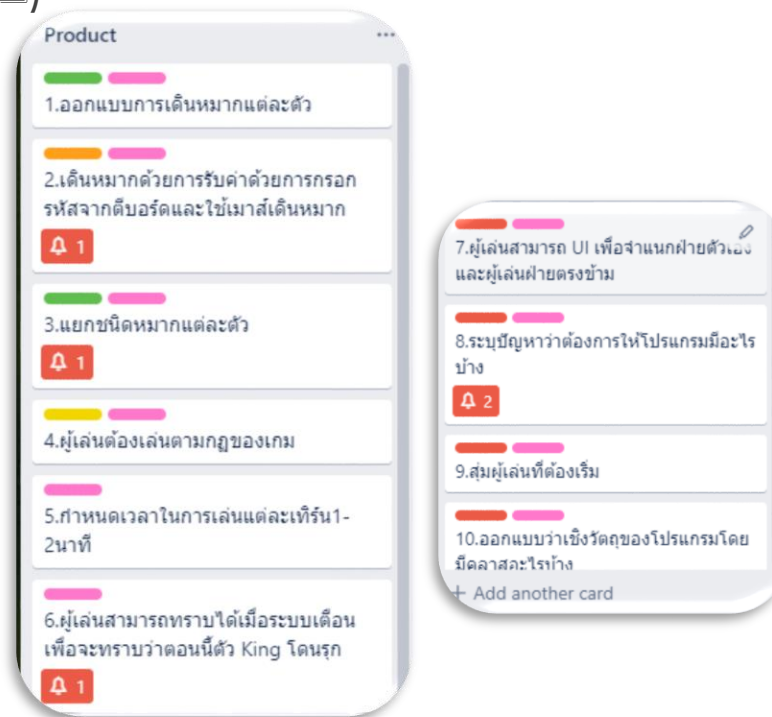 Product
1.ออกแบบการเดินหมากแต่ละตัว
2.เดินหมากด้วยการรับค่าด้วยการกรอก
รหัสจากคีบอร์ดและใช้เมาส์เดินหมาก
1
3.แยกชนิดหมากแต่ละตัว
1
4.ผู้เล่นต้องเล่นตามกฏของเกม
5.กำหนดเวลาในการเล่นแต่ละเทิร์น1-
2นาที
6.ผู้เล่นสามารถทราบได้เมื่อระบบเตือน
เพื่อจะทราบว่าตอนนี้ตัว King โดนรุก
1
7.ผู้เล่นสามารถ UI เพื่อจำแนกฝ่ายตัวเอง
และผู้เล่นฝ่ายตรงข้าม
8.ระบุปัญหาว่าต้องการให้โปรแกรมมีอะไร
บ้าง
2
9.สุ่มผู้เล่นที่ต้องเริ่ม
10.ออกแบบว่าเชิงวัตถุของโปรแกรมโดย
มีคลาสอะไรบ้าง
+ Add another card